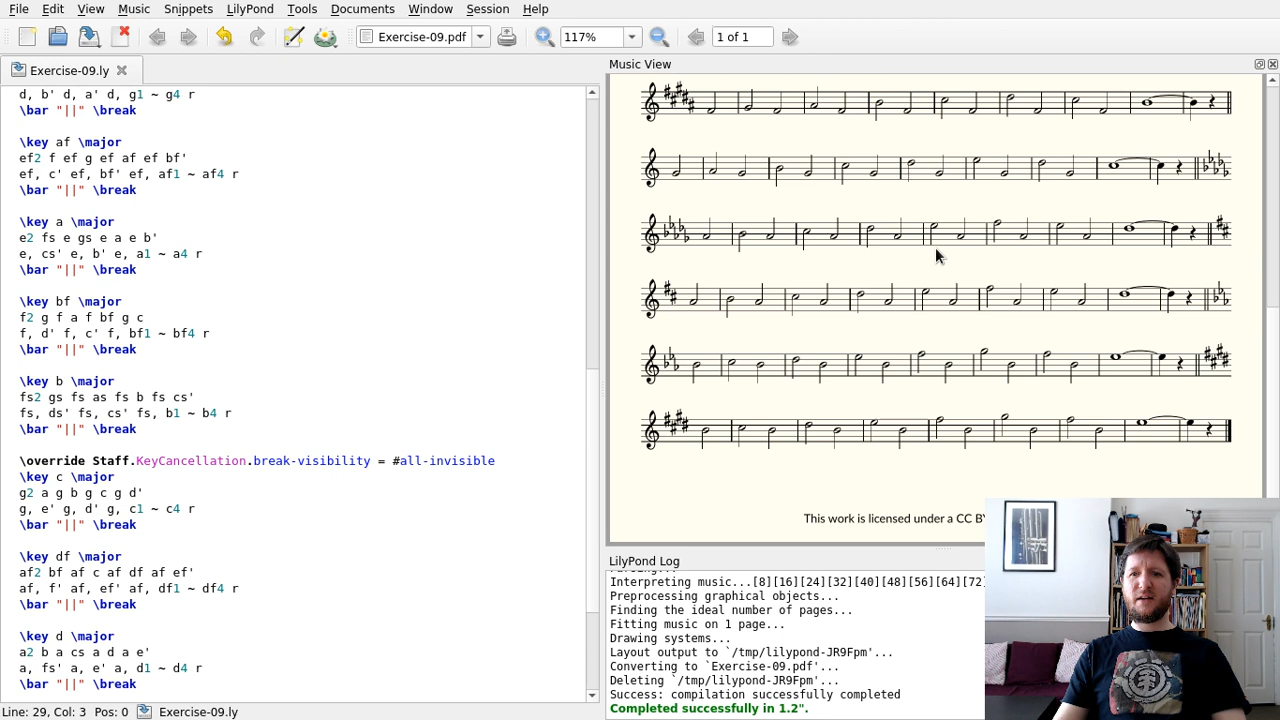 File Edit View Music Snippets LilyPond Tools Documents Window Session Help
Exercise-09.pdf 117% 1 of 1
Exercise-09.ly
Music View
d, b' d, a' d, g1 ~ g4 r
\bar "||" \break
\key af \major
ef2 f ef g ef af ef bf'
ef, c' ef, bf' ef, af1 ~ af4 r
\bar "||" \break
\key a \major
e2 fs e gs e a e b'
e, cs' e, b' e, a1 ~ a4 r
\bar "||" \break
\key bf \major
f2 g f a f bf g c
f, d' f, c' f, bf1 ~ bf4 r
\bar "||" \break
\key b \major
fs2 gs fs as fs b fs cs'
fs, ds' fs, cs' fs, b1 ~ b4 r
\bar "||" \break
\override Staff.KeyCancellation.break-visibility = #all-invisible
\key c \major
g2 a g b g c g d'
g, e' g, d' g, c1 ~ c4 r
\bar "||" \break
\key df \major
af2 bf af c af df af ef'
af, f' af, ef' af, df1 ~ df4 r
\bar "||" \break
\key d \major
a2 b a cs a d a e'
a, fs' a, e' a, d1 ~ d4 r
\bar "||" \break
Line: 29, Col: 3 Pos: 0 Exercise-09.ly
This work is licensed under a CC BY
LilyPond Log
Interpreting music...[8][16][24][32][40][48][56][64][72]
Preprocessing graphical objects...
Finding the ideal number of pages...
Fitting music on 1 page...
Drawing systems...
Layout output to `/tmp/lilypond-JR9Fpm'...
Converting to `Exercise-09.pdf'...
Deleting `/tmp/lilypond-JR9Fpm'...
Success: compilation successfully completed
Completed successfully in 1.2".